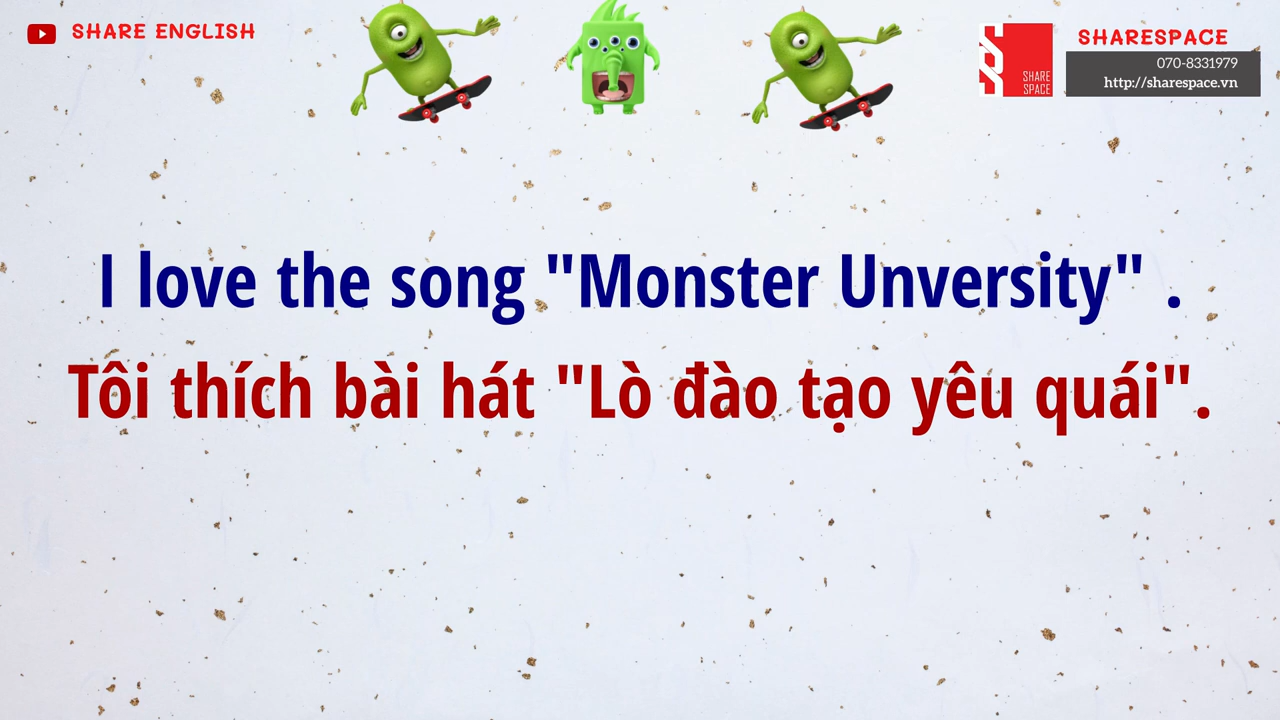 SHARE ENGLISH
SHARESPACE
070-8331979
http://sharespace.vn
SHARE
SPACE
I love the song "Monster Unversity" .
Tôi thích bài hát "Lò đào tạo yêu quái".